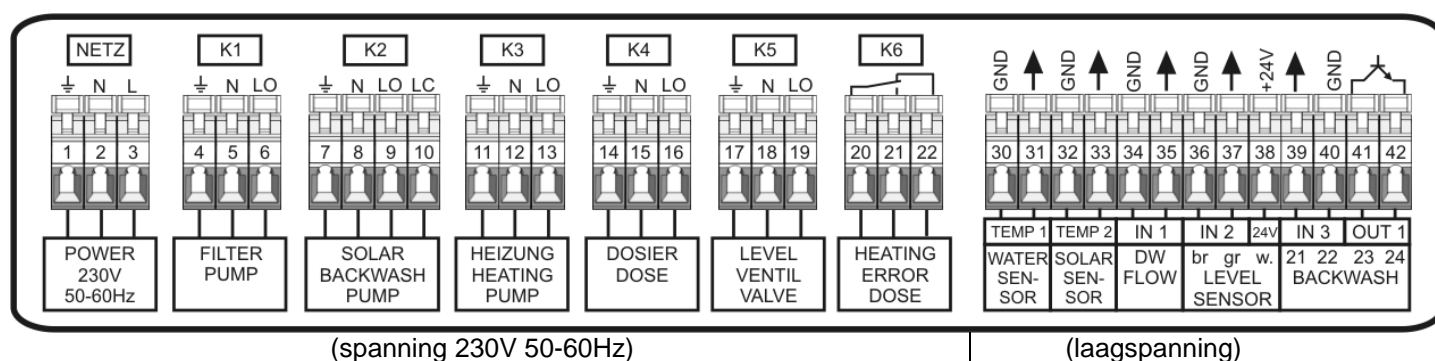 NETZ K1 K2 K3 K4 K5 K6
N L N LO N LO LC N LO N LO N LO GND GND GND GND +24V GND
1 2 3 4 5 6 7 8 9 10 11 12 13 14 15 16 17 18 19 20 21 22 30 31 32 33 34 35 36 37 38 39 40 41 42
POWER
230V
50-60Hz
FILTER
PUMP
SOLAR
BACKWASH
PUMP
HEIZUNG
HEATING
PUMP
DOSIER
DOSE
LEVEL
VENTIL
VALVE
HEATING
ERROR
DOSE
TEMP 1 TEMP 2 IN 1 IN 2 24V IN 3 OUT 1
WATER
SEN-
SOR
SOLAR
SEN-
SOR
DW
FLOW
br gr w.
LEVEL
SENSOR
21 22 23 24
BACKWASH
(spanning 230V 50-60Hz) (laagspanning)